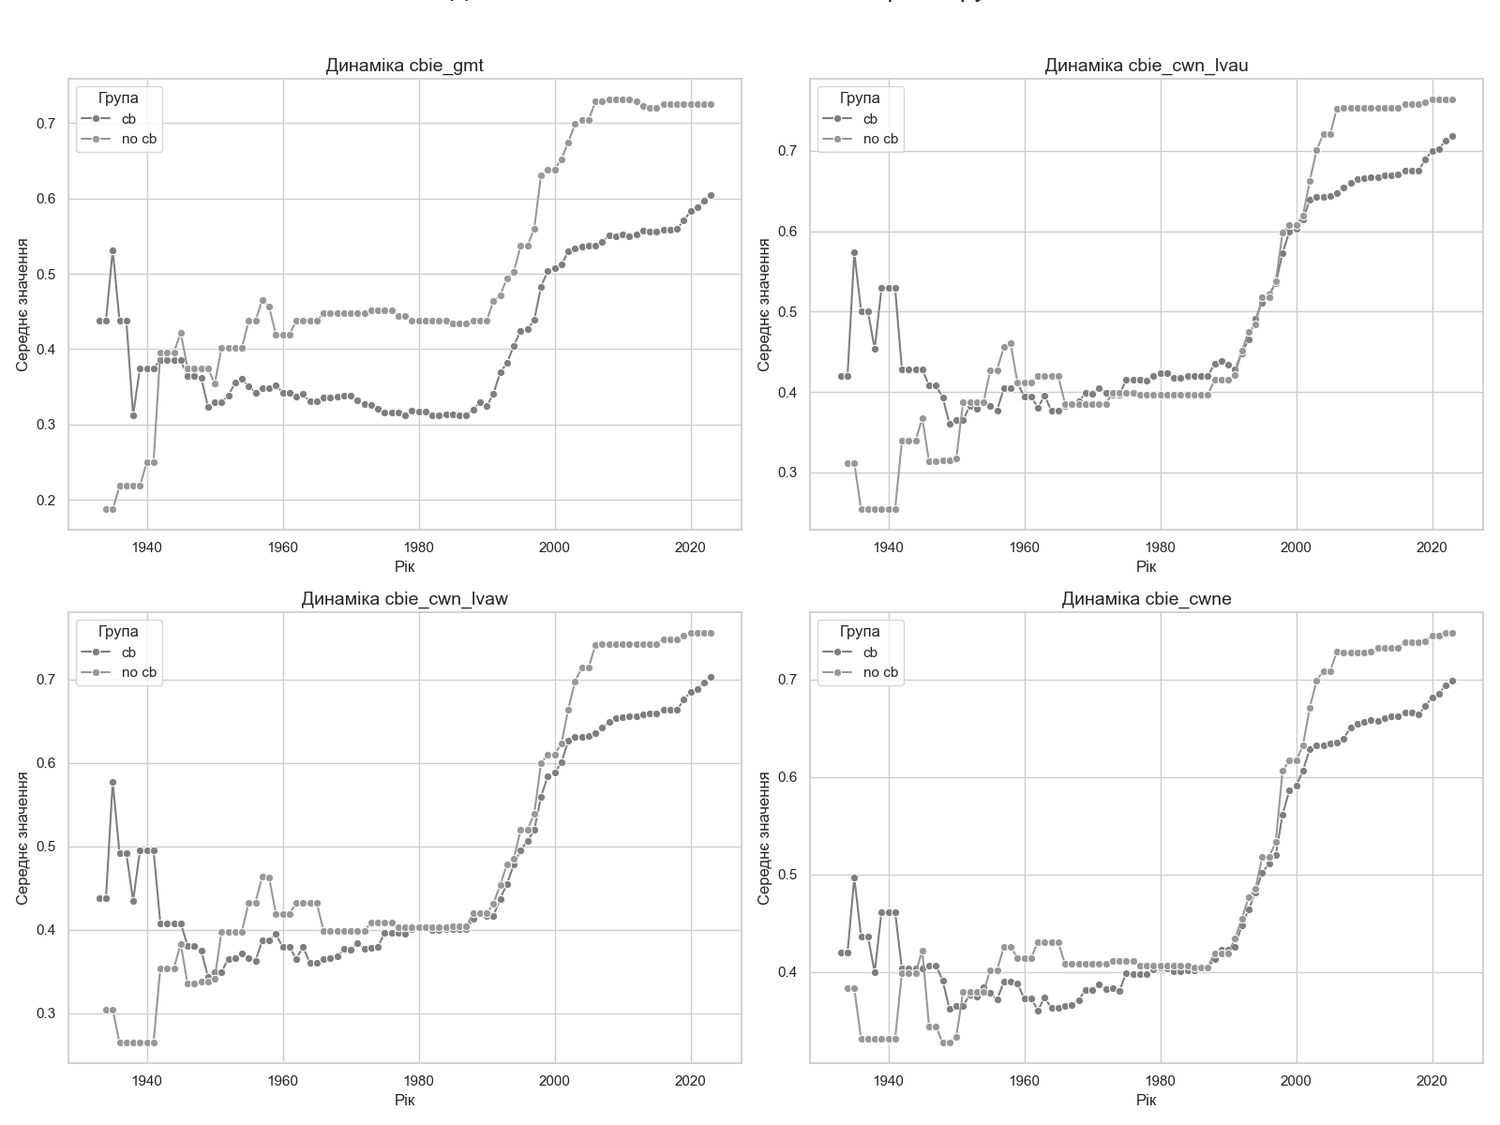 Динаміка cbie_gmt
Група
cb
no cb
0.7
0.6
0.5
0.4
0.3
0.2
Середнє значення
1940 1960 1980 2000 2020
Рік
Динаміка cbie_cwn_lvau
Група
cb
no cb
0.7
0.6
0.5
0.4
0.3
Середнє значення
1940 1960 1980 2000 2020
Рік
Динаміка cbie_cwn_lvaw
Група
cb
no cb
0.7
0.6
0.5
0.4
0.3
Середнє значення
1940 1960 1980 2000 2020
Рік
Динаміка cbie_cwne
Група
cb
no cb
0.7
0.6
0.5
0.4
Середнє значення
1940 1960 1980 2000 2020
Рік